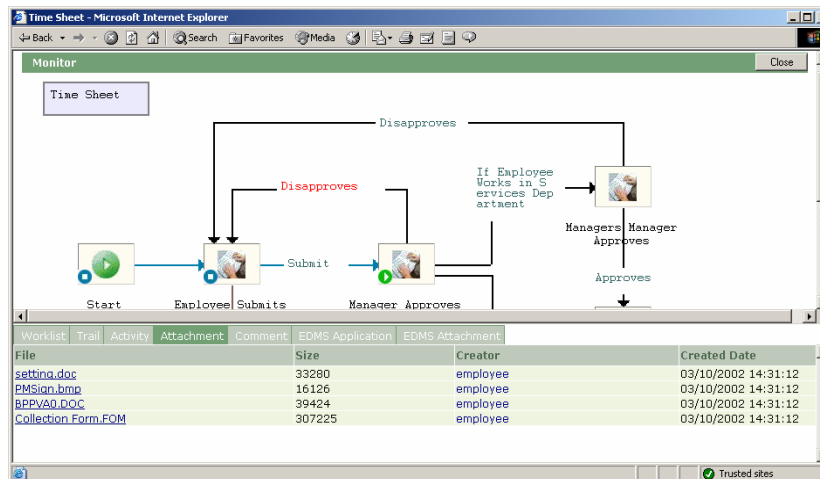 Time Sheet - Microsoft Internet Explorer
Back Search Favorites Media
Monitor Close
Time Sheet
Disapproves
If Employee
Works in S
ervices Dep
artment
Disapproves
Managers Manager
Approves
Submit
Approves
Start Employee Submits Manager Approves
Worklist Trail Activity Attachment Comment EDMS Application EDMS Attachment
File Size Creator Created Date
setting.doc 33280 employee 03/10/2002 14:31:12
PMSign.bmp 16126 employee 03/10/2002 14:31:12
BPPVA0.DOC 39424 employee 03/10/2002 14:31:12
Collection Form.FOM 307225 employee 03/10/2002 14:31:12
Trusted sites